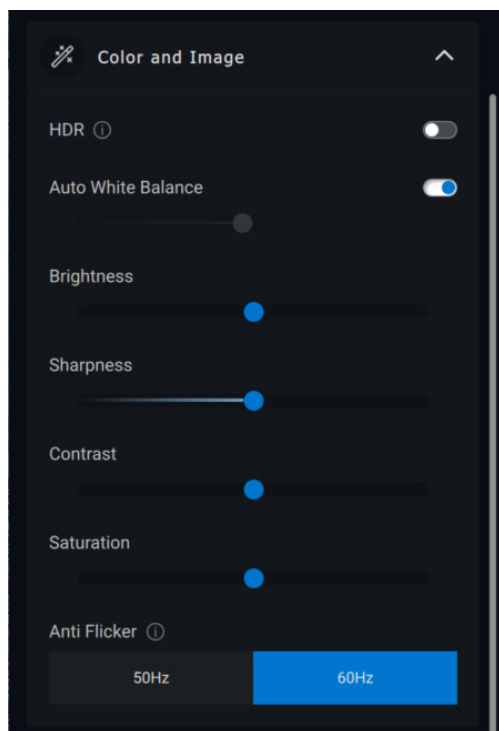 Color and Image
HDR
Auto White Balance
Brightness
Sharpness
Contrast
Saturation
Anti Flicker
50Hz
60Hz